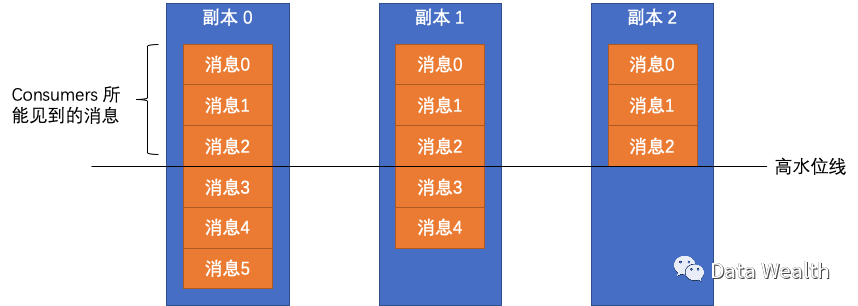 副本 0
副本 1
副本 2
Consumers 所
能见到的消息
消息0
消息1
消息2
消息3
消息4
消息5
消息0
消息1
消息2
消息3
消息4
消息0
消息1
消息2
高水位线
Data Wealth